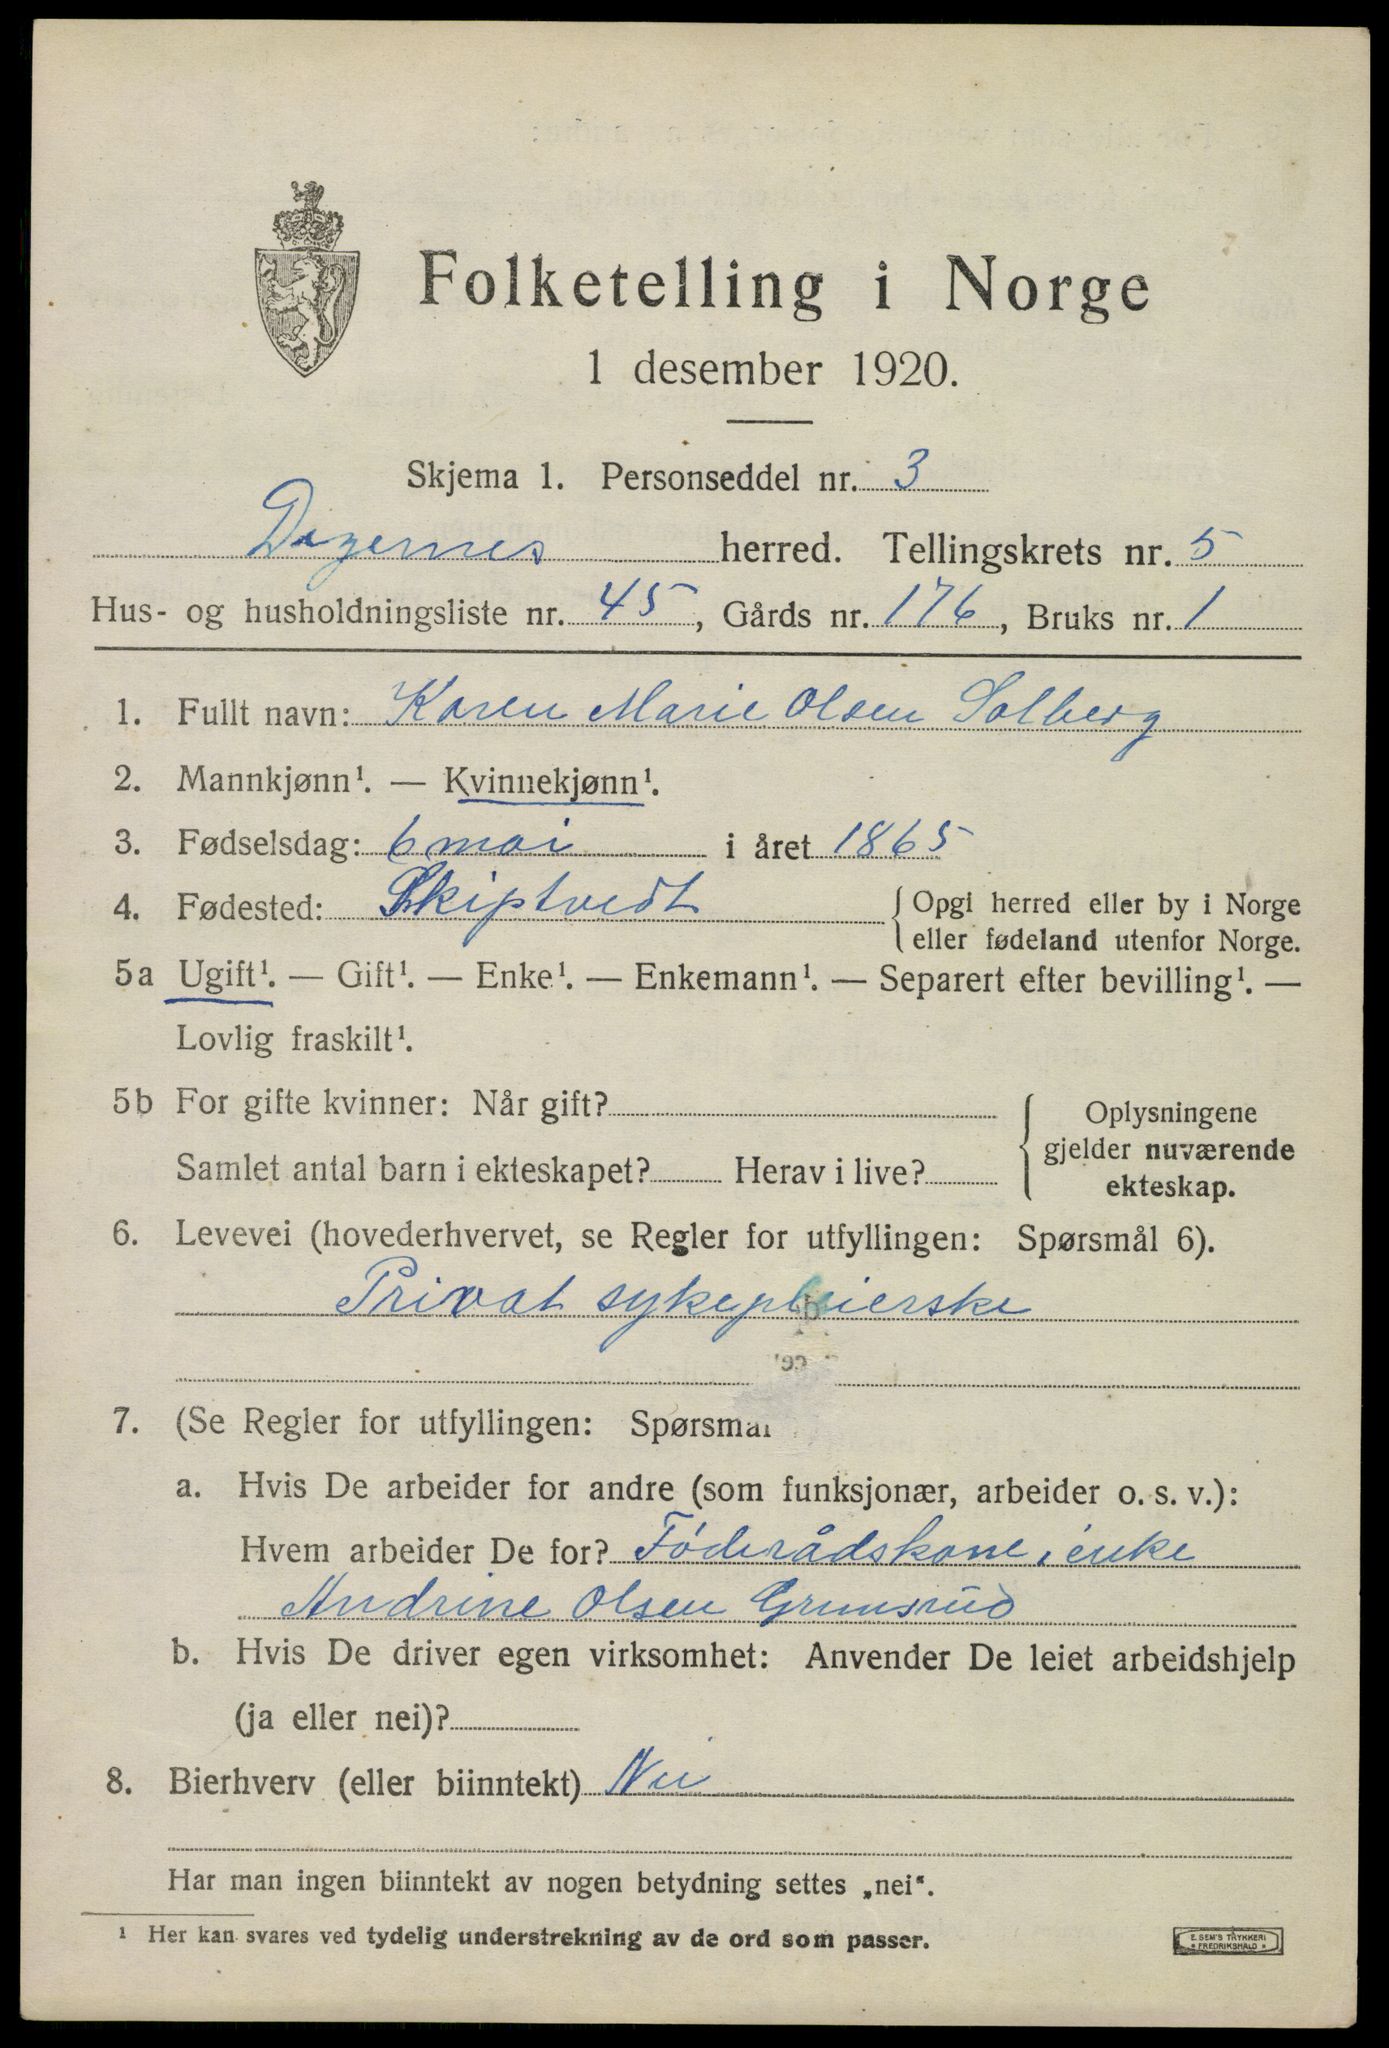 Folketelling i Norge
1 desember 1920.
Skjema 1. Personseddel nr. 3
Degernes herred. Tellingskrets nr. 5
Hus- og husholdningsliste nr. 45, Gårds nr. 176, Bruks nr. 1
1. Fullt navn: Karen Marie Olsen Solberg
2. Mannkjønn¹. — Kvinnekjønn¹.
3. Fødselsdag: 6 mai i året 1865
4. Fødested: Skiptvedt { Opgi herred eller by i Norge
eller fødeland utenfor Norge.
5a Ugift¹. — Gift¹. — Enke¹. — Enkemann¹. — Separert efter bevilling¹. —
Lovlig fraskilt¹.
5b For gifte kvinner: Når gift?
Samlet antal barn i ekteskapet? Herav i live?
{ Oplysningene
gjelder nuværende
ekteskap.
6. Levevei (hovederhvervet, se Regler for utfyllingen: Spørsmål 6).
Privat sykepleierske
7. (Se Regler for utfyllingen: Spørsmål
a. Hvis De arbeider for andre (som funksjonær, arbeider o. s. v.):
Hvem arbeider De for? Föderådskone, enke
Andrine Olsen Grimsrud
b. Hvis De driver egen virksomhet: Anvender De leiet arbeidshjelp
(ja eller nei)?
8. Bierhverv (eller biinntekt) Nei
Har man ingen biinntekt av nogen betydning settes „nei“.
¹ Her kan svares ved tydelig understrekning av de ord som passer.
E. SEM'S TRYKKERI
• FREDRIKSHALD •